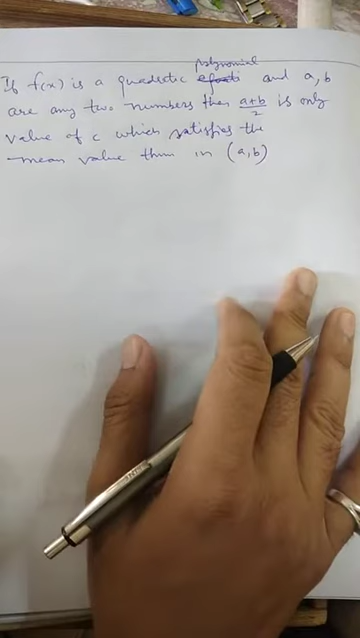 polynomial
If f(x) is a quadratic and a, b
are any two numbers then a+b/2 is only
value of c which satisfies the
mean value thm in (a,b)